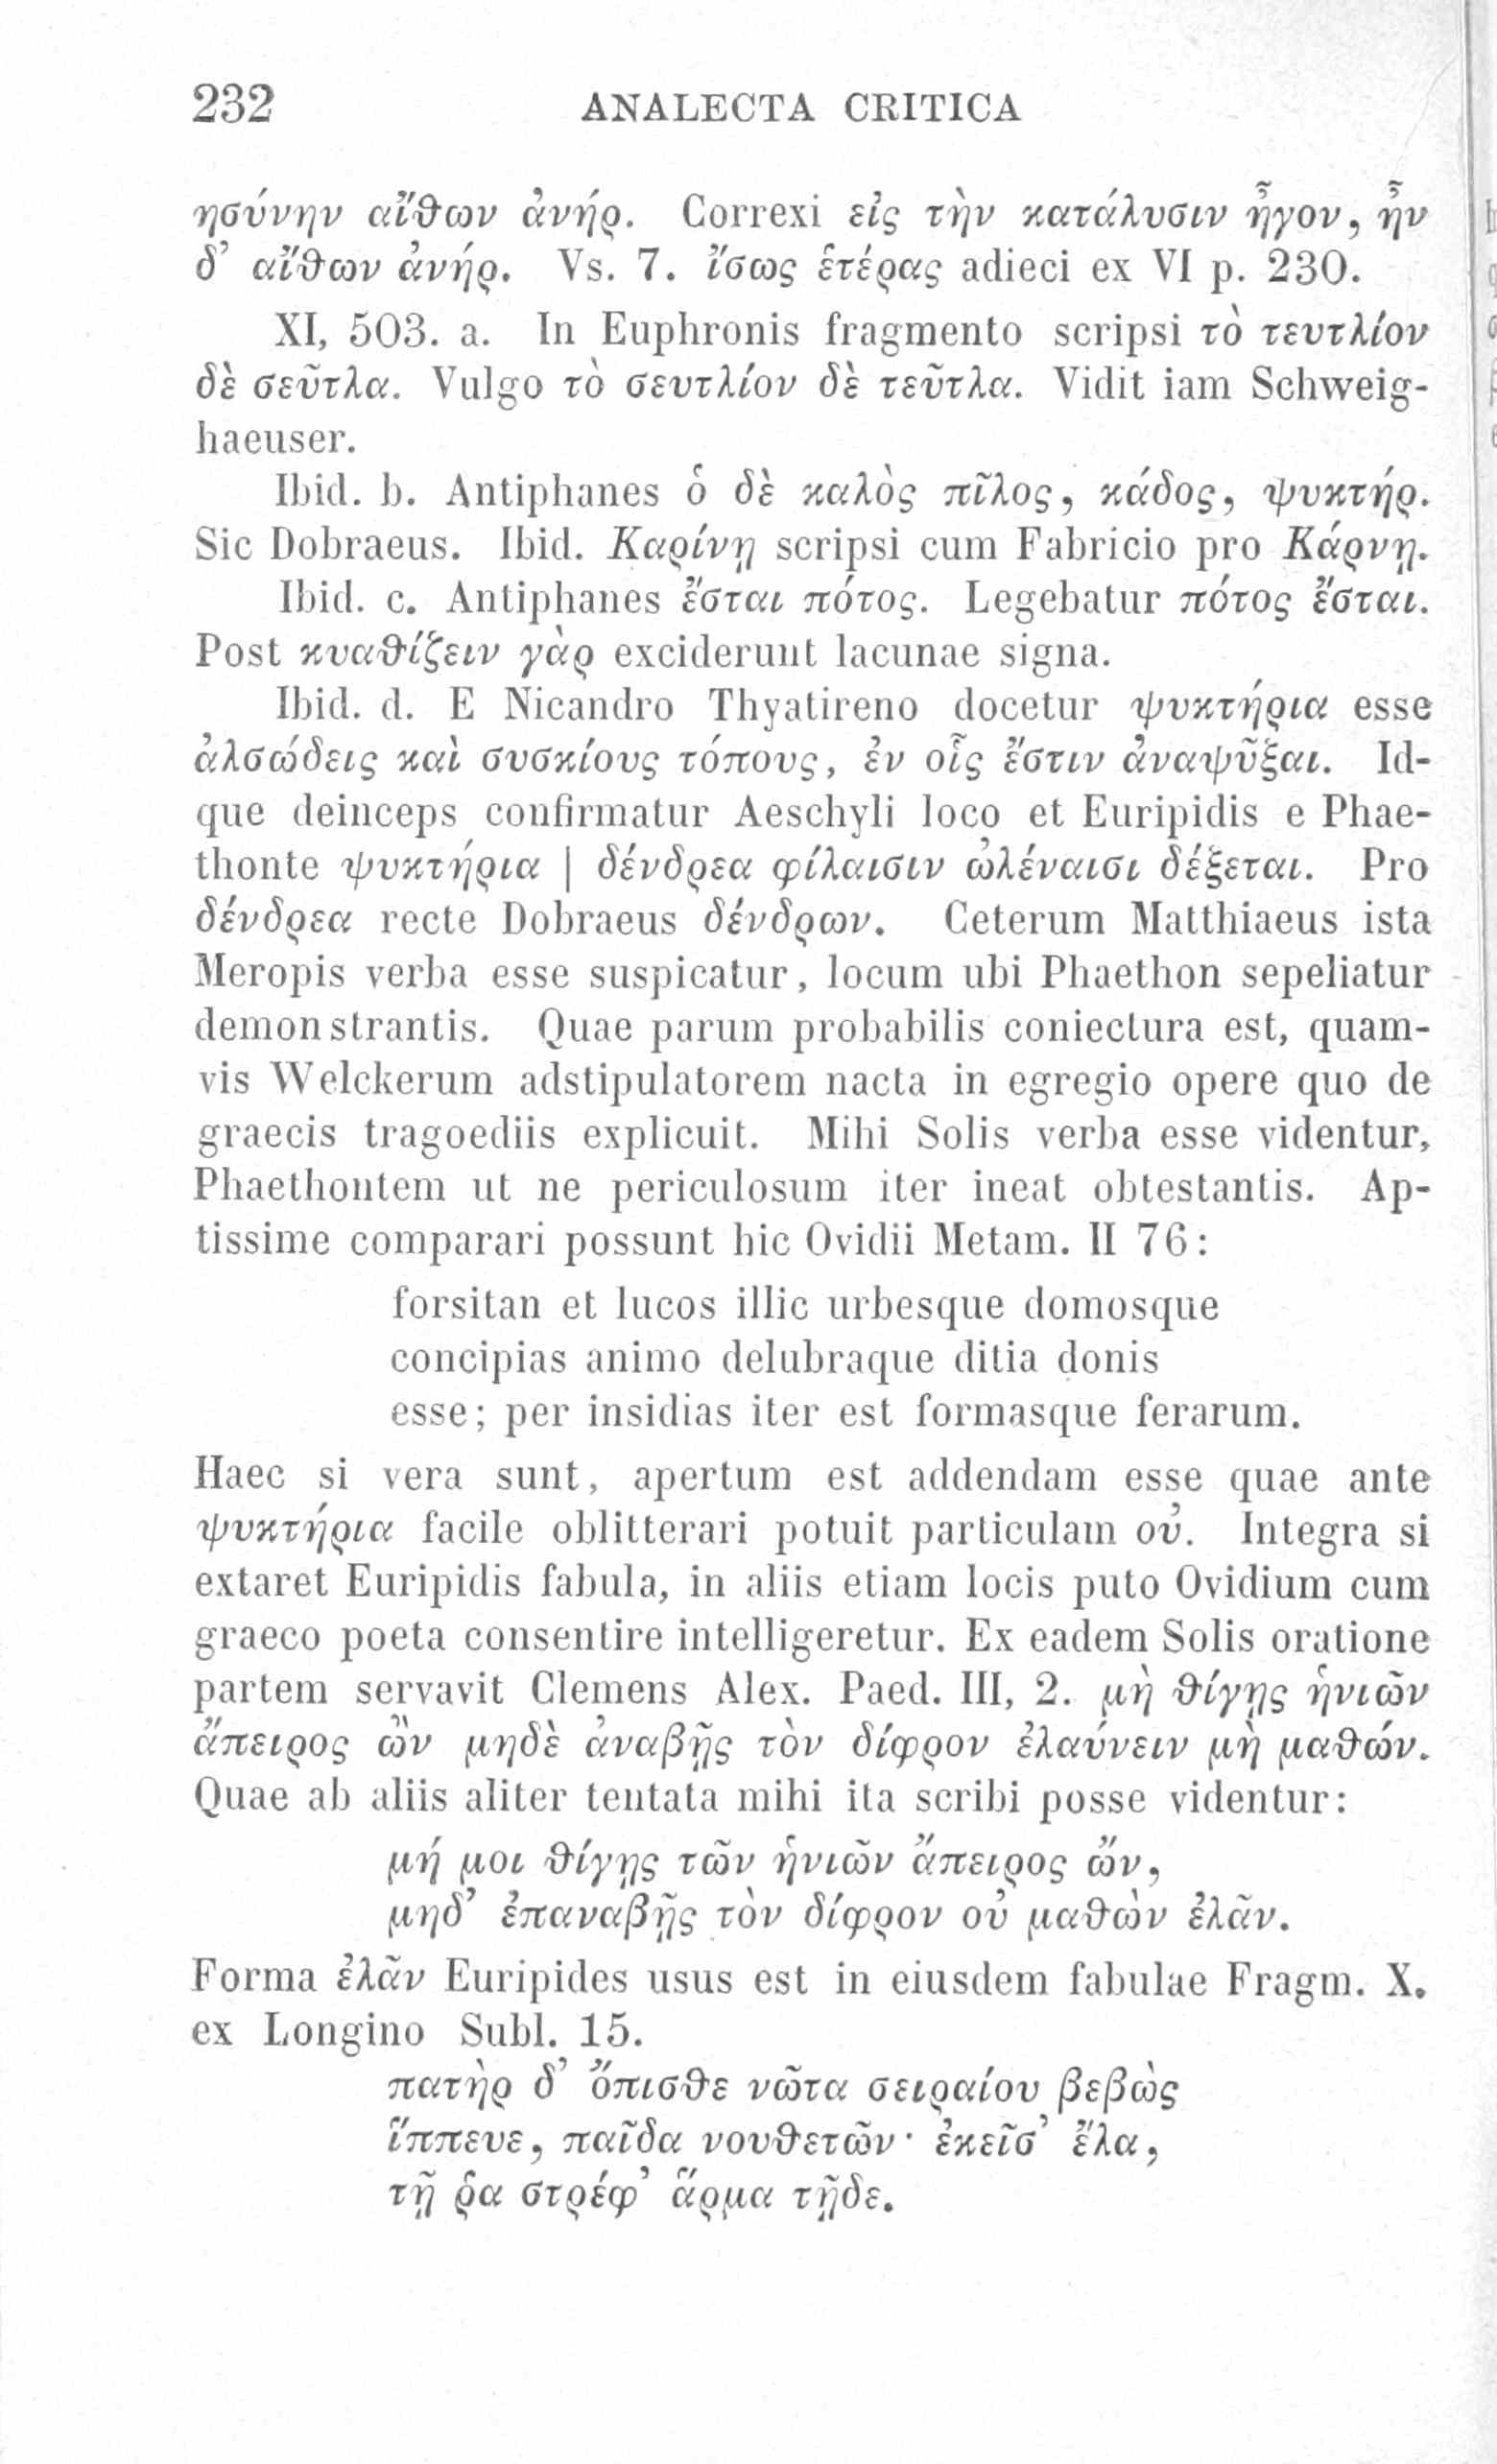 232 ANALECTA CRITICA
ησύνην αἴθων ἀνήρ. Correxi εἰς τὴν κατάλυσιν ἦγον, ἦν
δ’ αἴθων ἀνήρ. Vs. 7. ἴσως ἑτέρας adieci ex VI p. 230.
XI, 503. a. In Euphronis fragmento scripsi τὸ τευτλίον
δὲ σεῦτλα. Vulgo τὸ σευτλίον δὲ τεῦτλα. Vidit iam Schweig-
haeuser.
Ibid. b. Antiphanes ὁ δὲ καλὸς πῖλος, κάδος, ψυκτήρ.
Sic Dobraeus. Ibid. Καρίνῃ scripsi cum Fabricio pro Κάρνῃ.
Ibid. c. Antiphanes ἔσται πότος. Legebatur πότος ἔσται.
Post κυαθίζειν γὰρ exciderunt lacunae signa.
Ibid. d. E Nicandro Thyatireno docetur ψυκτήρια esse
ἀλσώδεις καὶ συσκίους τόπους, ἐν οἷς ἔστιν ἀναψῦξαι. Id-
que deinceps confirmatur Aeschyli loco et Euripidis e Phae-
thonte ψυκτήρια | δένδρεα φίλαισιν ὠλέναισι δέξεται. Pro
δένδρεα recte Dobraeus δένδρων. Ceterum Matthiaeus ista
Meropis verba esse suspicatur, locum ubi Phaethon sepeliatur
demonstrantis. Quae parum probabilis coniectura est, quam-
vis Welckerum adstipulatorem nacta in egregio opere quo de
graecis tragoediis explicuit. Mihi Solis verba esse videntur,
Phaethontem ut ne periculosum iter ineat obtestantis. Ap-
tissime comparari possunt hic Ovidii Metam. II 76:
forsitan et lucos illic urbesque domosque
concipias animo delubraque ditia donis
esse; per insidias iter est formasque ferarum.
Haec si vera sunt, apertum est addendam esse quae ante
ψυκτήρια facile oblitterari potuit particulam οὐ. Integra si
extaret Euripidis fabula, in aliis etiam locis puto Ovidium cum
graeco poeta consentire intelligeretur. Ex eadem Solis oratione
partem servavit Clemens Alex. Paed. III, 2. μὴ θίγῃς ἡνιῶν
ἄπειρος ὢν μηδὲ ἀναβῇς τὸν δίφρον ἐλαύνειν μὴ μαθών.
Quae ab aliis aliter tentata mihi ita scribi posse videntur:
μή μοι θίγῃς τῶν ἡνιῶν ἄπειρος ὤν,
μηδ’ ἐπαναβῇς τὸν δίφρον οὐ μαθὼν ἐλᾶν.
Forma ἐλᾶν Euripides usus est in eiusdem fabulae Fragm. X.
ex Longino Subl. 15.
πατὴρ δ’ ὄπισθε νῶτα σειραίου βεβὼς
ἵππευε, παῖδα νουθετῶν· ἐκεῖσ’ ἔλα,
τῇ ῥα στρέφ’ ἅρμα τῇδε.